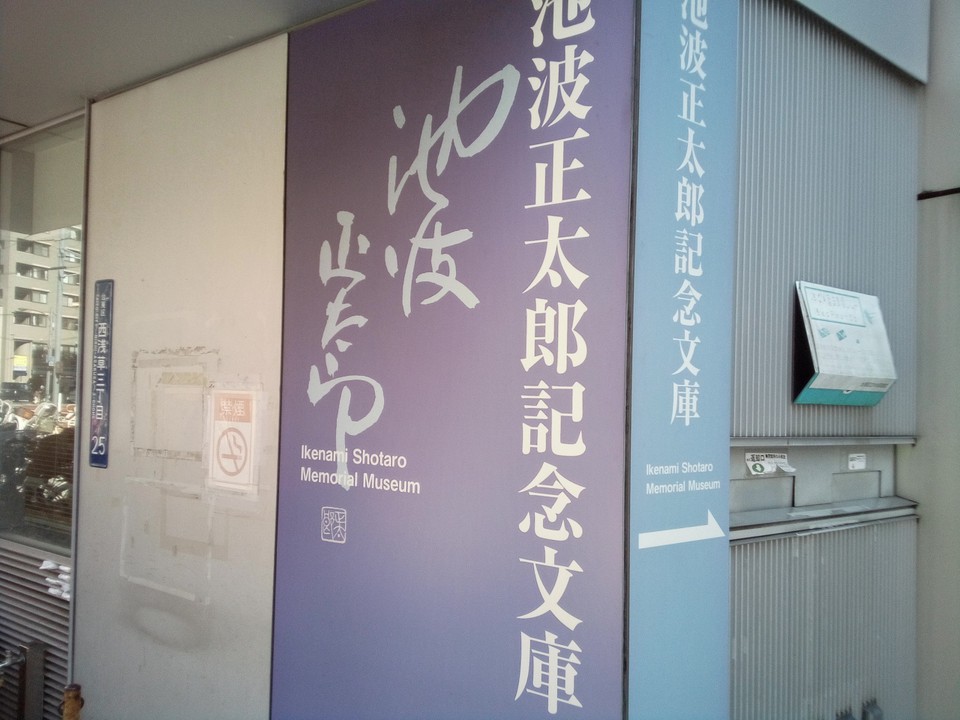 西浅草三丁目
25
禁煙
池波
正太郎
Ikenami Shotaro
Memorial Museum
池波正太郎記念文庫
池波正太郎記念文庫
Ikenami Shotaro
Memorial Museum